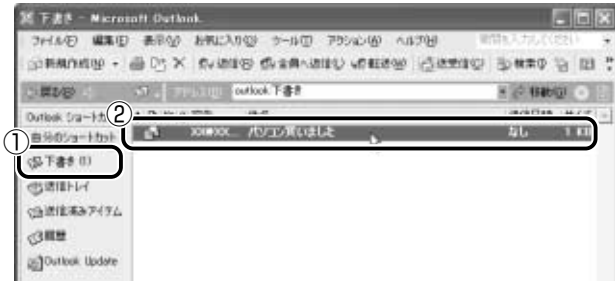 下書き - Microsoft Outlook
ファイル(F) 編集(E) 表示(V) お気に入り(O) ツール(T) アクション(A) ヘルプ(H)
新規作成(N) 返信(R) 全員へ返信(L) 転送(W) 送受信(C) 検索(I)
戻る(B) outlook:下書き 移動(G)
Outlook ショートカット
自分のショートカット
② XX@XX... パソコン買いました なし 1 KB
①
下書き (1)
送信トレイ
送信済みアイテム
履歴
Outlook Update